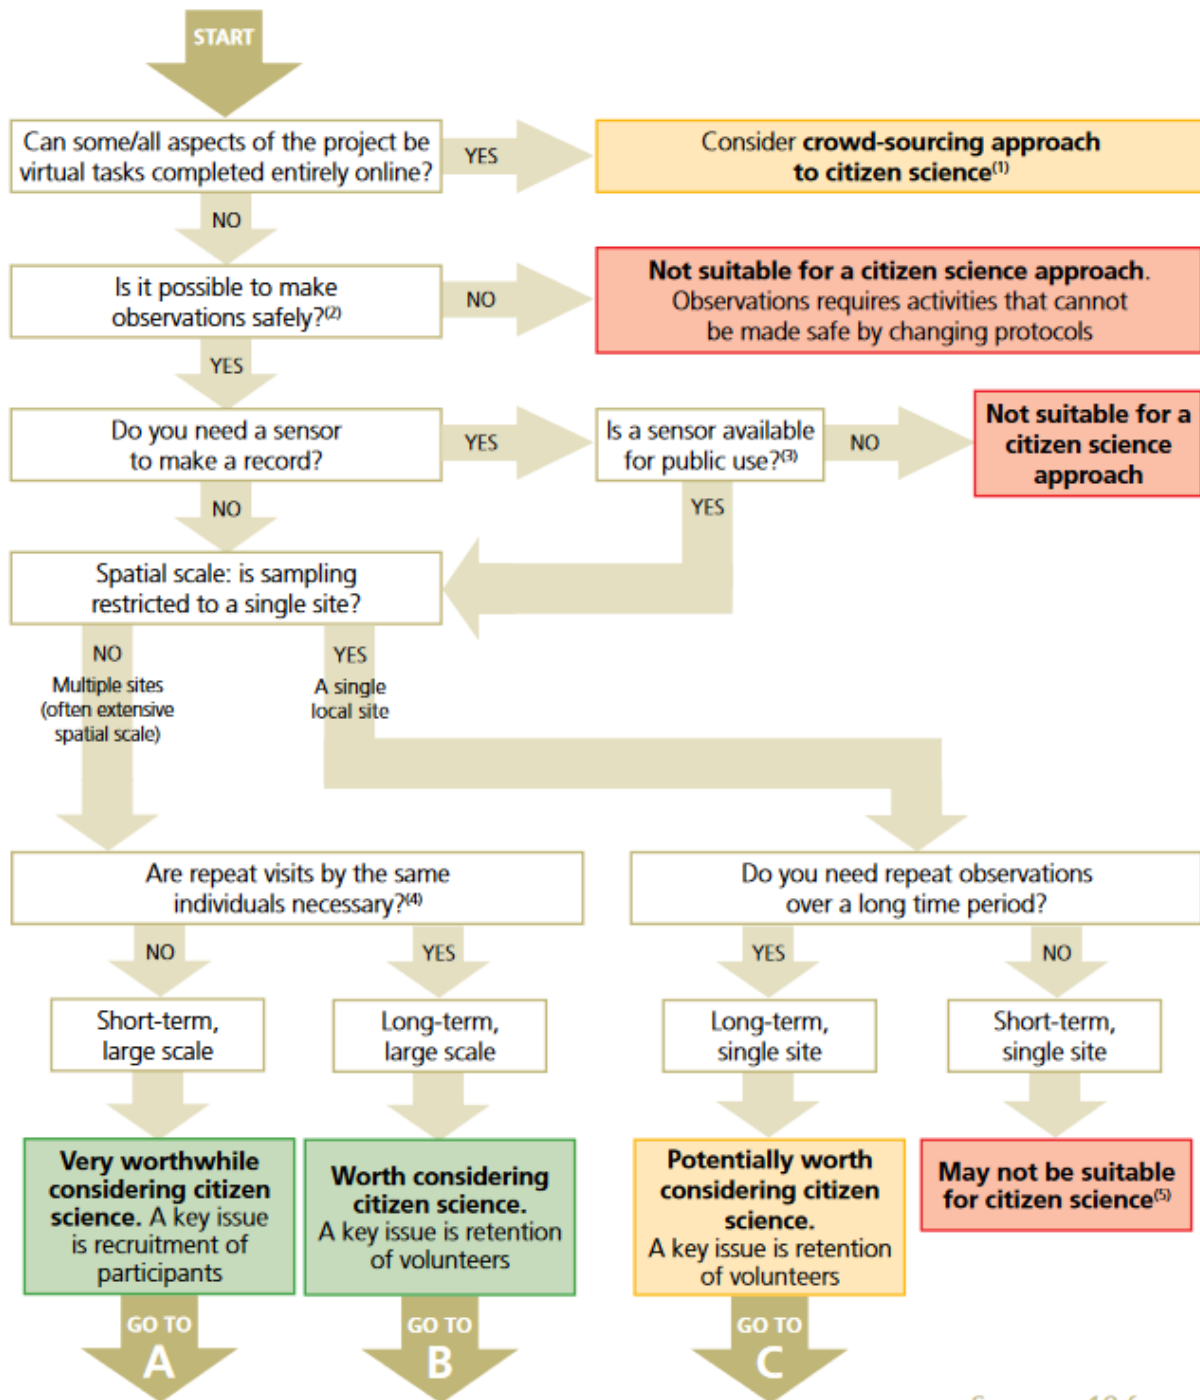 START
Can some/all aspects of the project be
virtual tasks completed entirely online?
YES
Consider crowd-sourcing approach
to citizen science(1)
NO
Is it possible to make
observations safely?(2)
NO
Not suitable for a citizen science approach.
Observations requires activities that cannot
be made safe by changing protocols
YES
Do you need a sensor
to make a record?
YES
Is a sensor available
for public use?(3)
NO
Not suitable for a
citizen science
approach
NO
YES
Spatial scale: is sampling
restricted to a single site?
NO
Multiple sites
(often extensive
spatial scale)
YES
A single
local site
Are repeat visits by the same
individuals necessary?(4)
Do you need repeat observations
over a long time period?
NO
YES
YES
NO
Short-term,
large scale
Long-term,
large scale
Long-term,
single site
Short-term,
single site
Very worthwhile
considering citizen
science. A key issue
is recruitment of
participants
Worth considering
citizen science.
A key issue is retention
of volunteers
Potentially worth
considering citizen
science.
A key issue is retention
of volunteers
May not be suitable
for citizen science(5)
GO TO
A
GO TO
B
GO TO
C